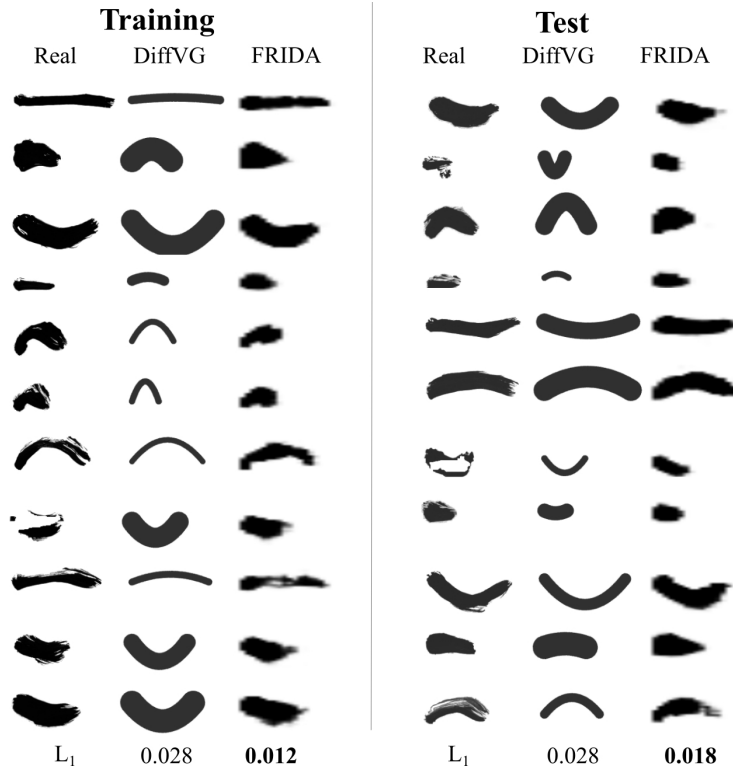 Training
Test
Real DiffVG FRIDA
Real DiffVG FRIDA
L₁ 0.028 0.012
L₁ 0.028 0.018